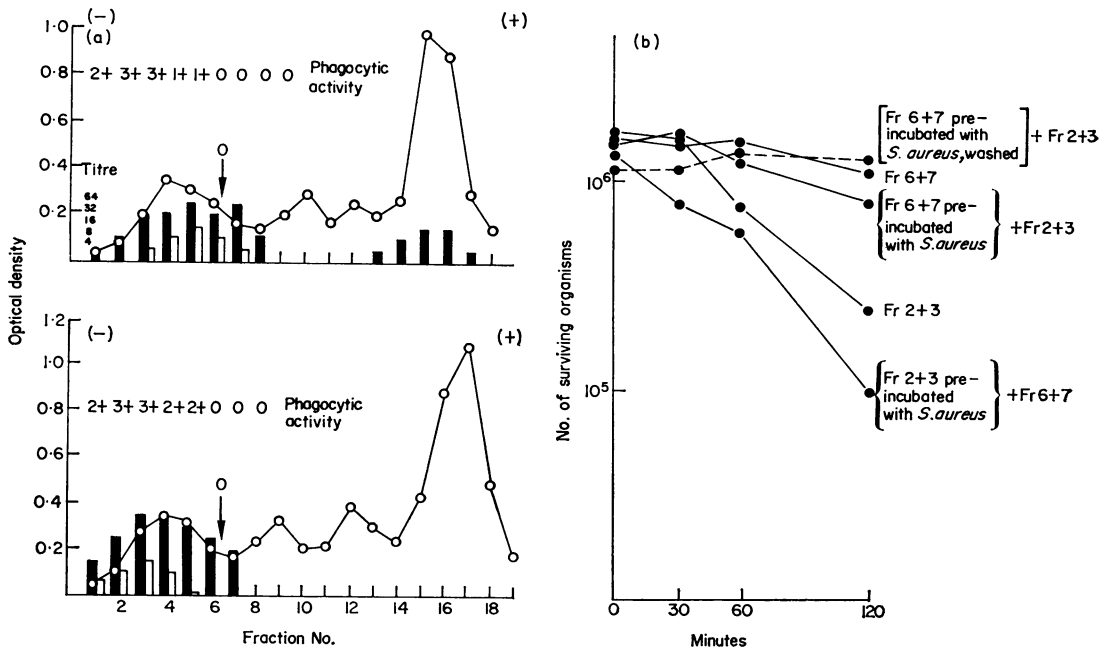 (-)
(+)
(a)
1·0
0·8
0·6
0·4
0·2
2+ 3+ 3+ 1+ 1+ 0 0 0 0
Phagocytic
activity
0
Titre
64
32
16
8
4
Optical density
1·2
1·0
0·8
0·6
0·4
0·2
(-)
(+)
2+ 3+ 3+ 2+ 2+ 0 0 0
Phagocytic
activity
0
2 4 6 8 10 12 14 16 18
Fraction No.
(b)
No. of surviving organisms
10⁶
10⁵
0 30 60 120
Minutes
[Fr 6+7 pre-
incubated with
S. aureus, washed] + Fr 2+3
Fr 6+7
{Fr 6+7 pre-
incubated
with S. aureus} +Fr 2+3
Fr 2+3
{Fr 2+3 pre-
incubated
with S. aureus} +Fr 6+7